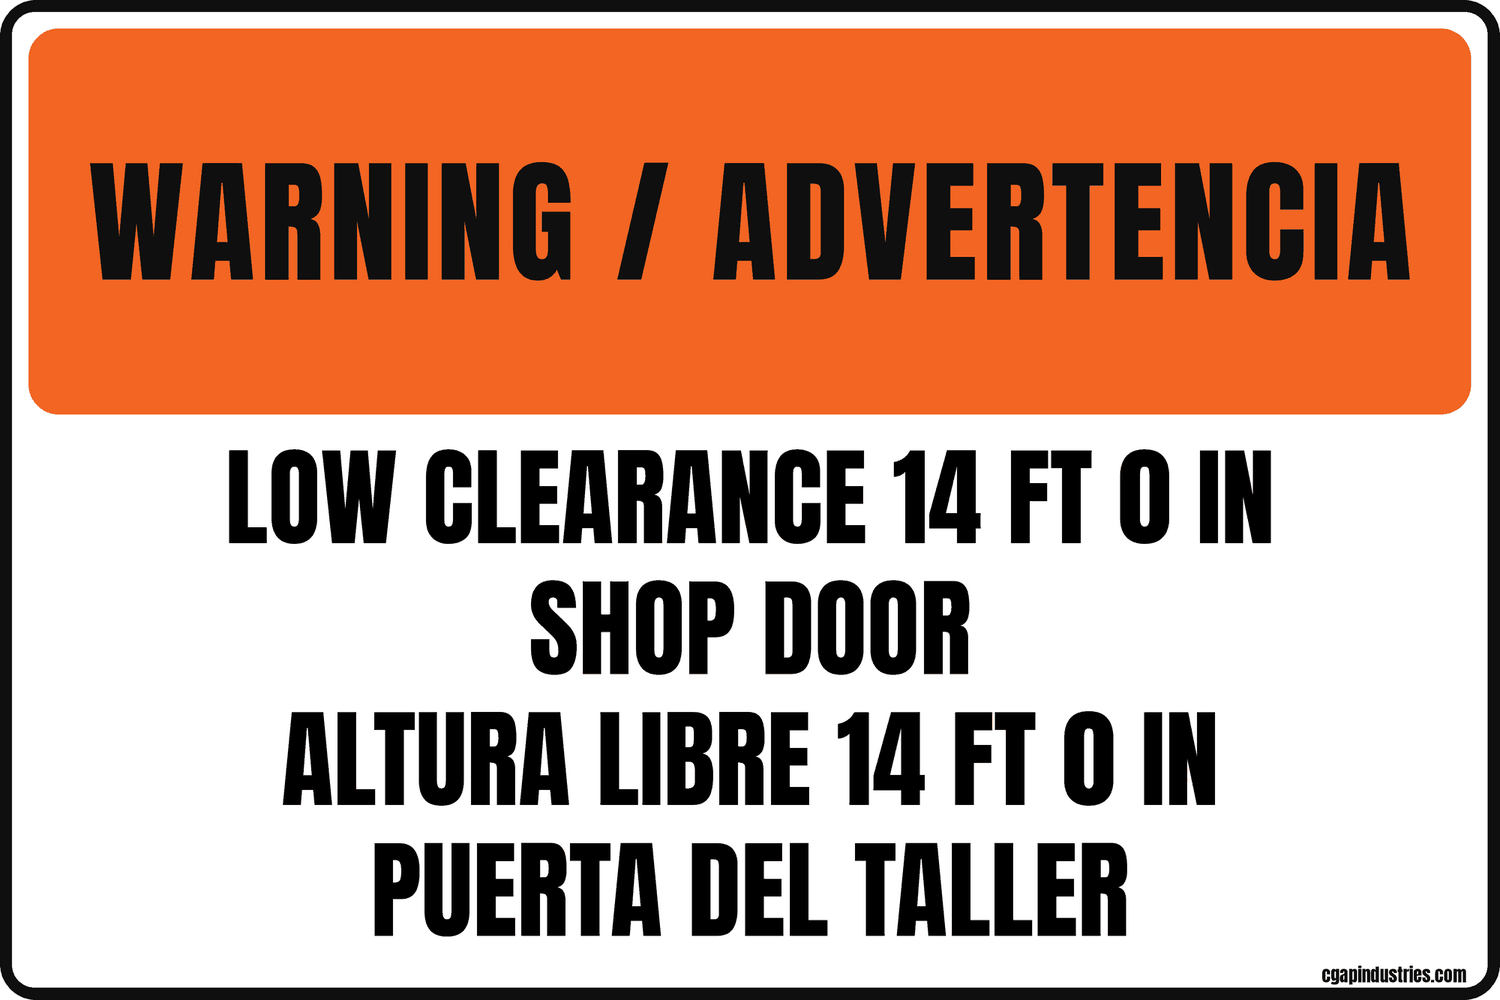 WARNING / ADVERTENCIA
LOW CLEARANCE 14 FT 0 IN
SHOP DOOR
ALTURA LIBRE 14 FT 0 IN
PUERTA DEL TALLER
cgapindustries.com